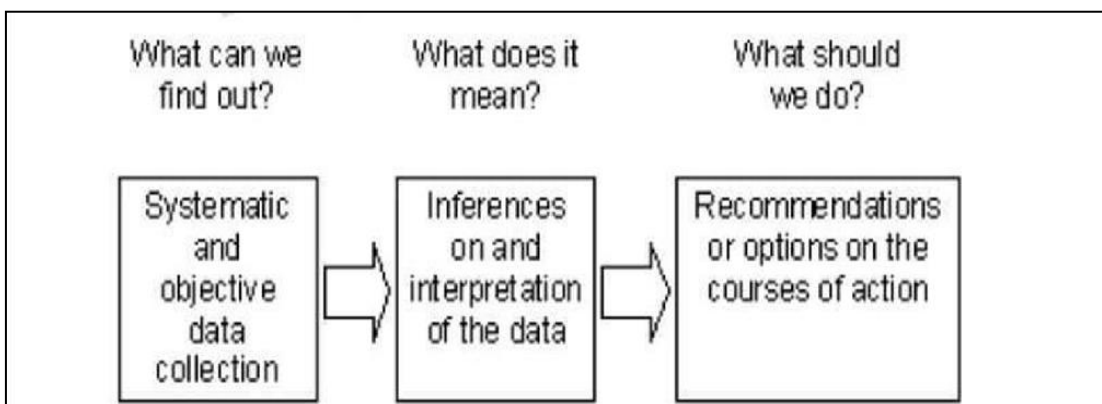 What can we
find out?
What does it
mean?
What should
we do?
Systematic
and
objective
data
collection
Inferences
on and
interpretation
of the data
Recommendations
or options on the
courses of action